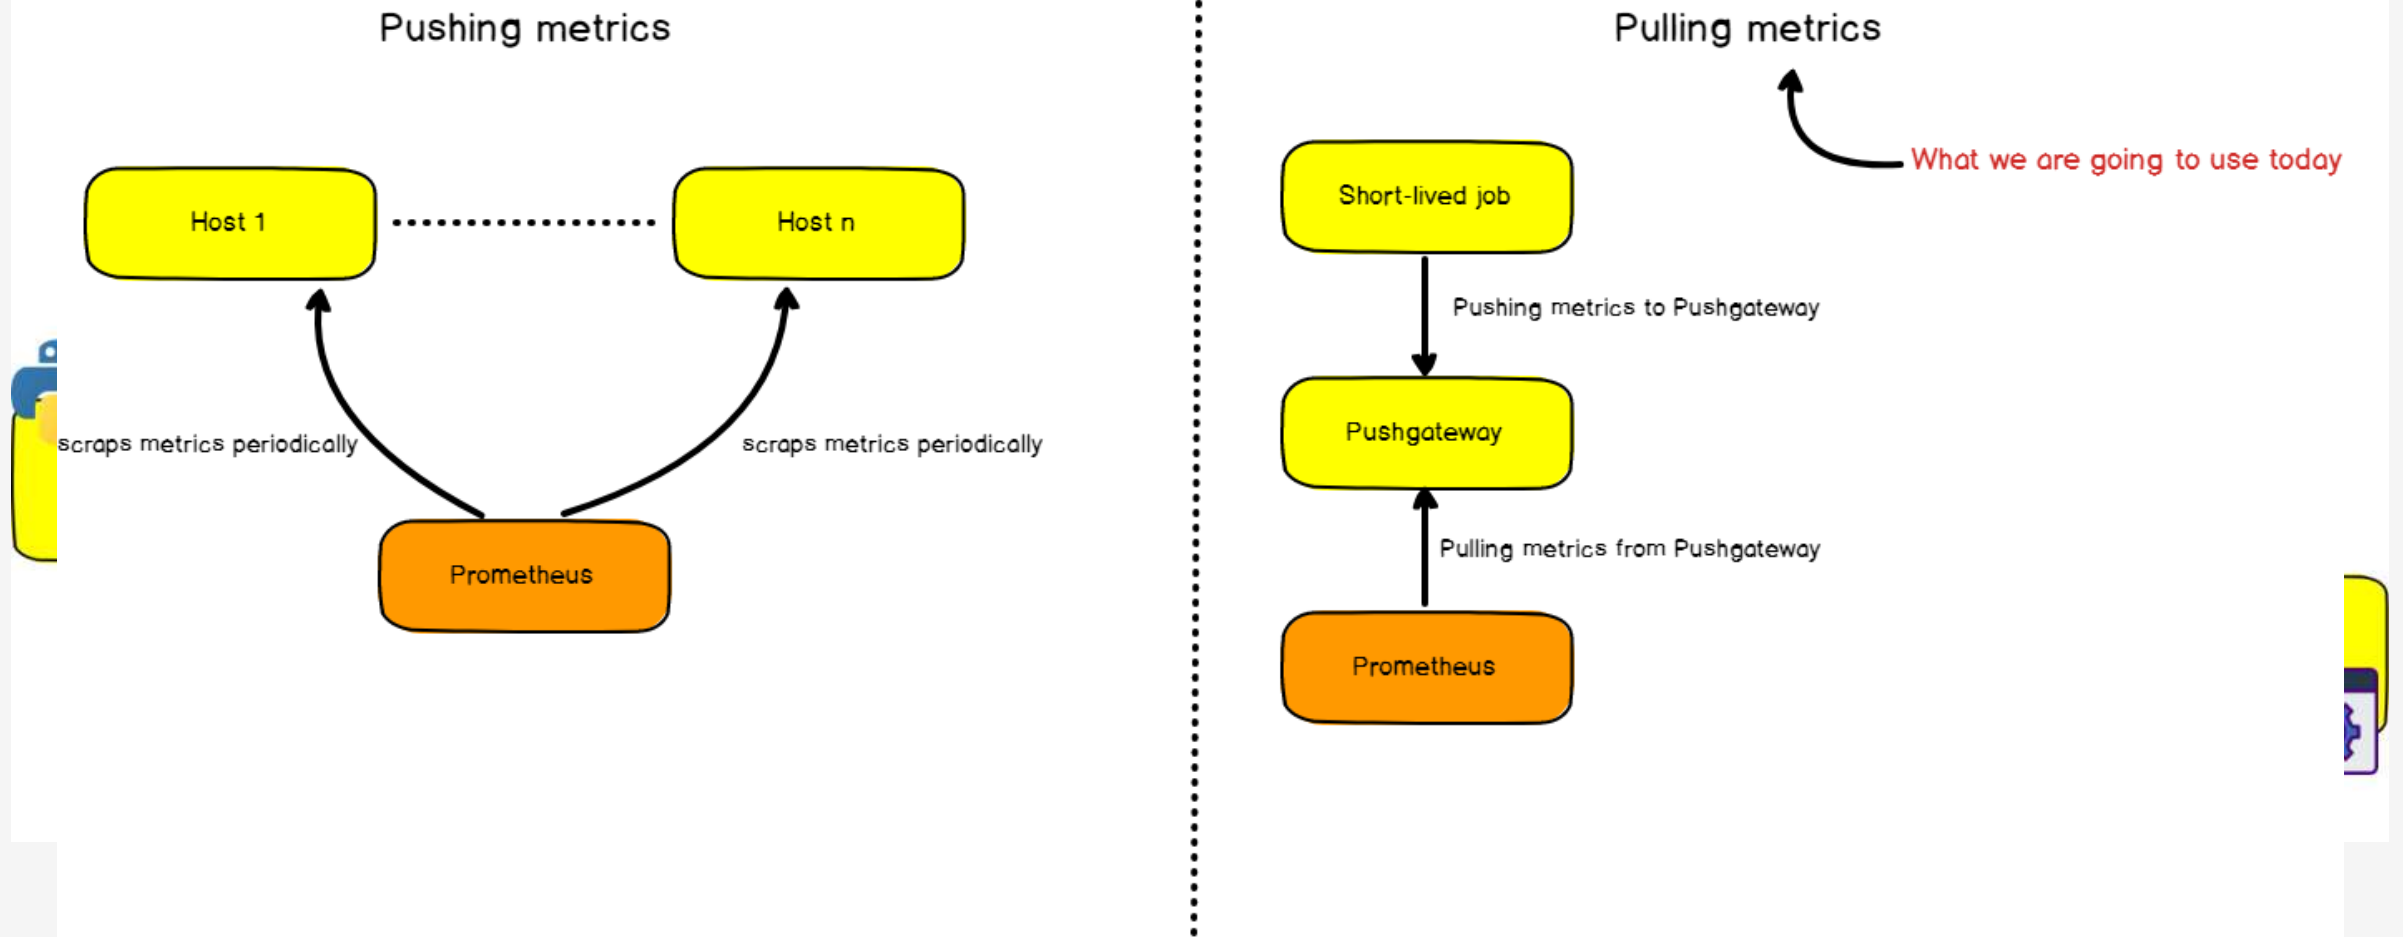 Pushing metrics
Host 1
Host n
scraps metrics periodically
scraps metrics periodically
Prometheus
Pulling metrics
What we are going to use today
Short-lived job
Pushing metrics to Pushgateway
Pushgateway
Pulling metrics from Pushgateway
Prometheus